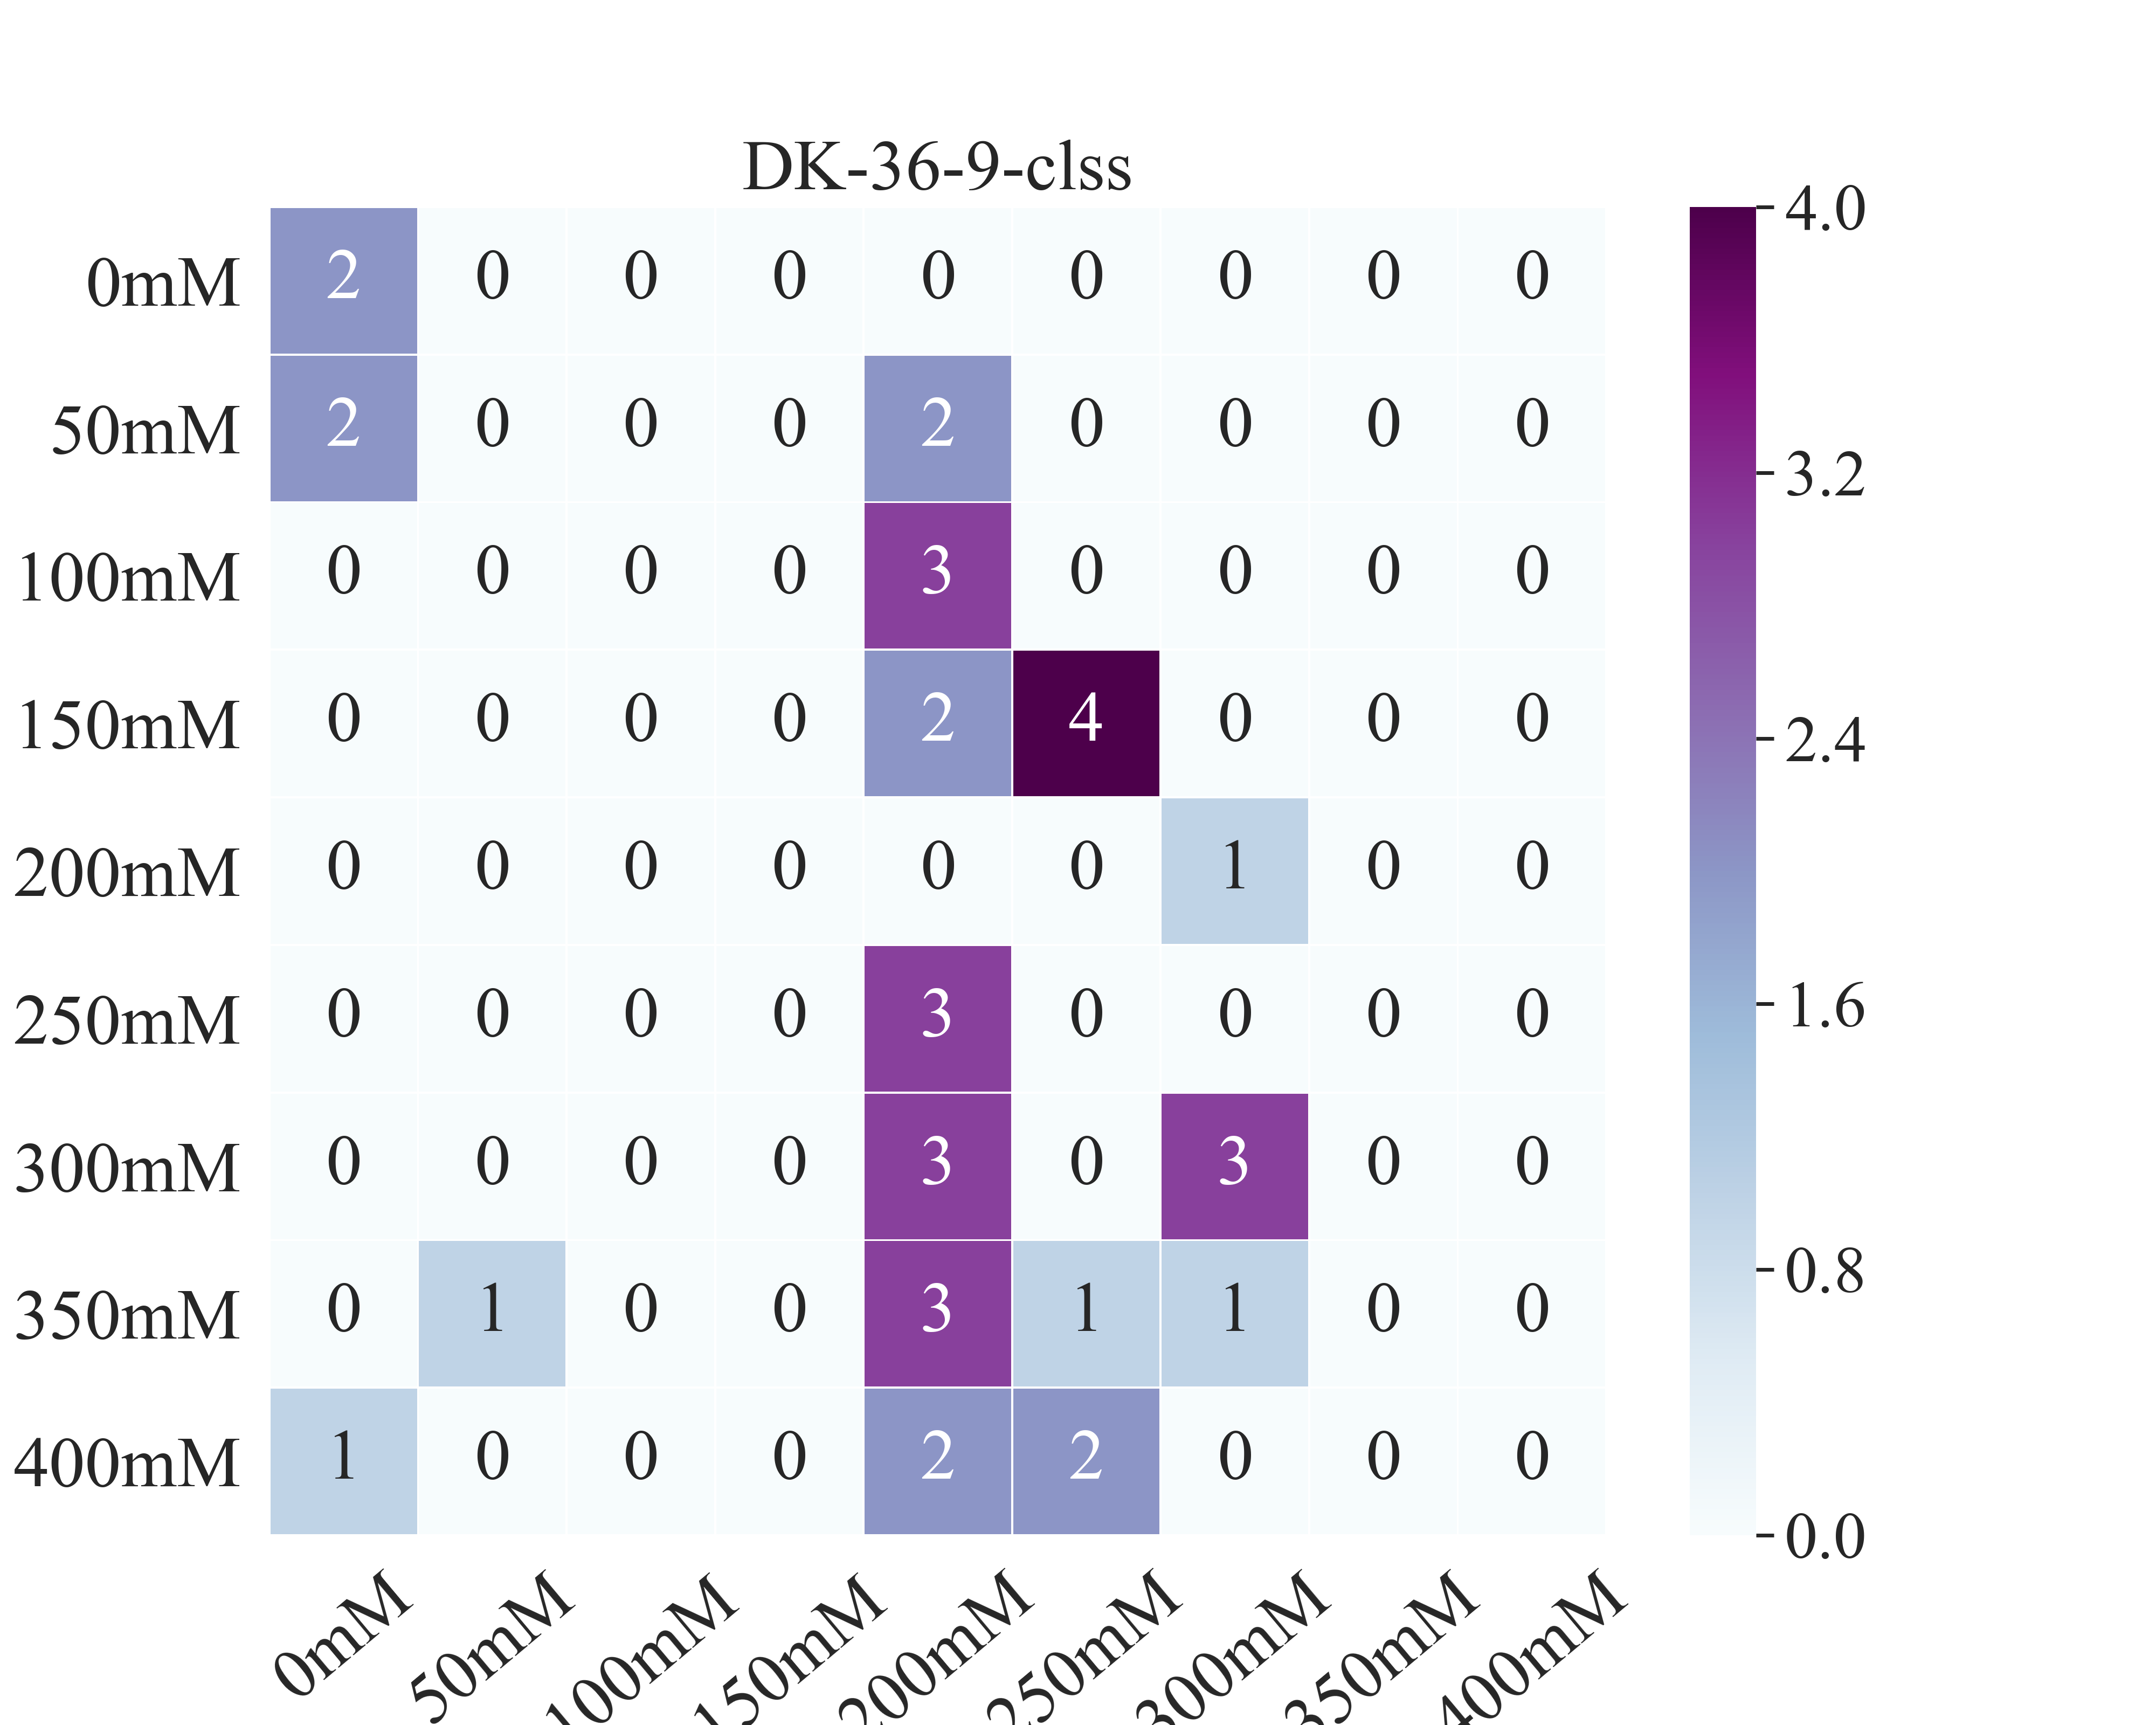 DK-36-9-clss
0mM 2 0 0 0 0 0 0 0 0
50mM 2 0 0 0 2 0 0 0 0
100mM 0 0 0 0 3 0 0 0 0
150mM 0 0 0 0 2 4 0 0 0
200mM 0 0 0 0 0 0 1 0 0
250mM 0 0 0 0 3 0 0 0 0
300mM 0 0 0 0 3 0 3 0 0
350mM 0 1 0 0 3 1 1 0 0
400mM 1 0 0 0 2 2 0 0 0
0mM 50mM 100mM 150mM 200mM 250mM 300mM 350mM 400mM
4.0
3.2
2.4
1.6
0.8
0.0